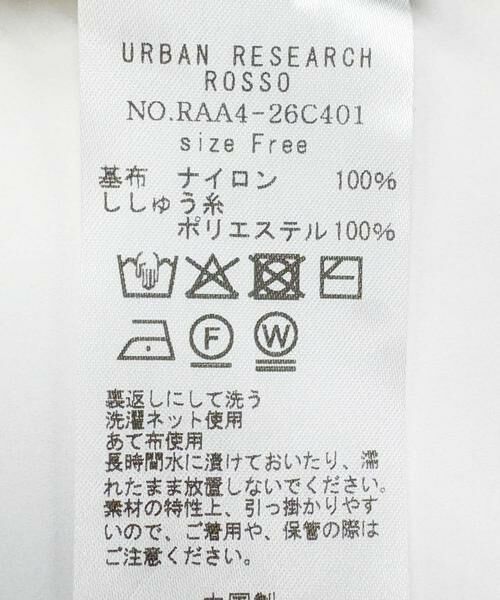 URBAN RESEARCH
ROSSO
NO.RAA4-26C401
size Free
基布 ナイロン 100%
ししゅう糸
ポリエステル 100%
F
W
裏返しにして洗う
洗濯ネット使用
あて布使用
長時間水に漬けておいたり、濡
れたまま放置しないでください。
素材の特性上、引っ掛かりやす
いので、ご着用や、保管の際は
ご注意ください。